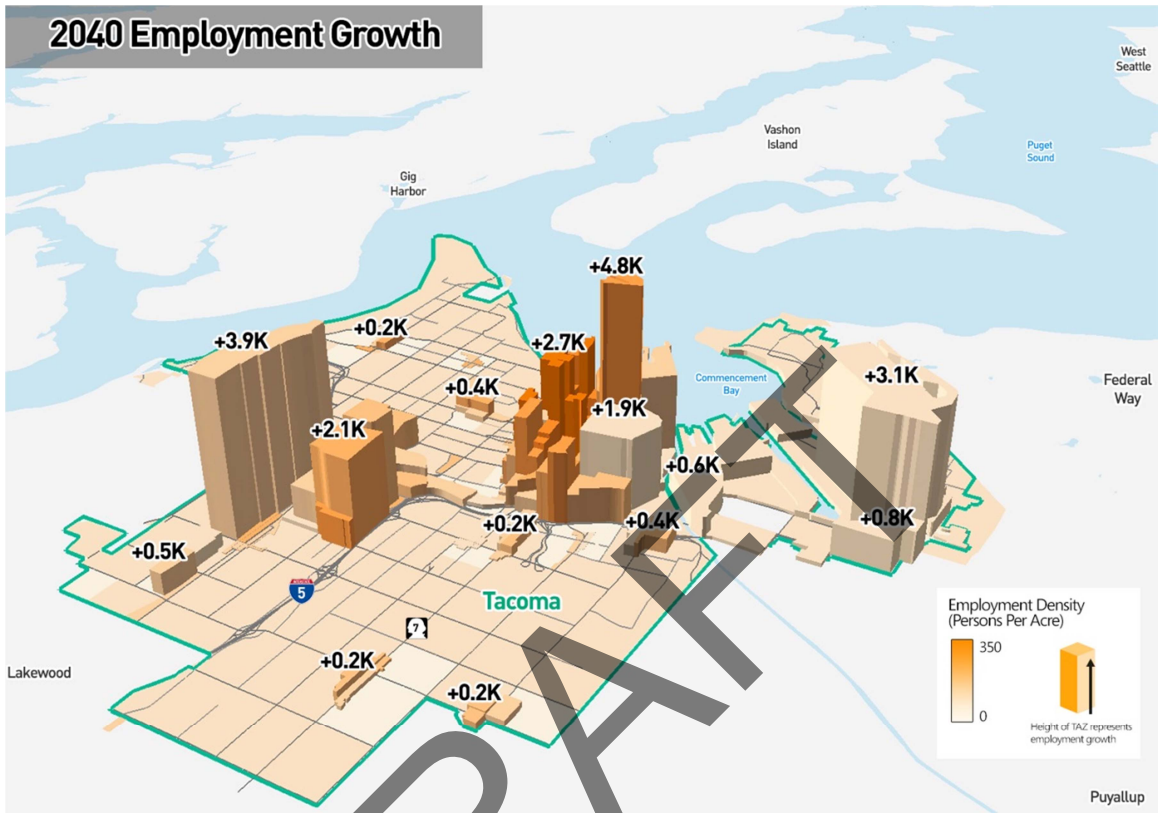 2040 Employment Growth
West
Seattle
Vashon
Island
Puget
Sound
Gig
Harbor
+4.8K
+3.9K
+0.2K
+2.7K
+0.4K
Commencement
Bay
+3.1K
Federal
Way
+1.9K
+2.1K
+0.6K
+0.2K
+0.4K
+0.8K
+0.5K
5
Tacoma
7
Lakewood
+0.2K
+0.2K
Employment Density
(Persons Per Acre)
350
0
Height of TAZ represents
employment growth
Puyallup
DRAFT